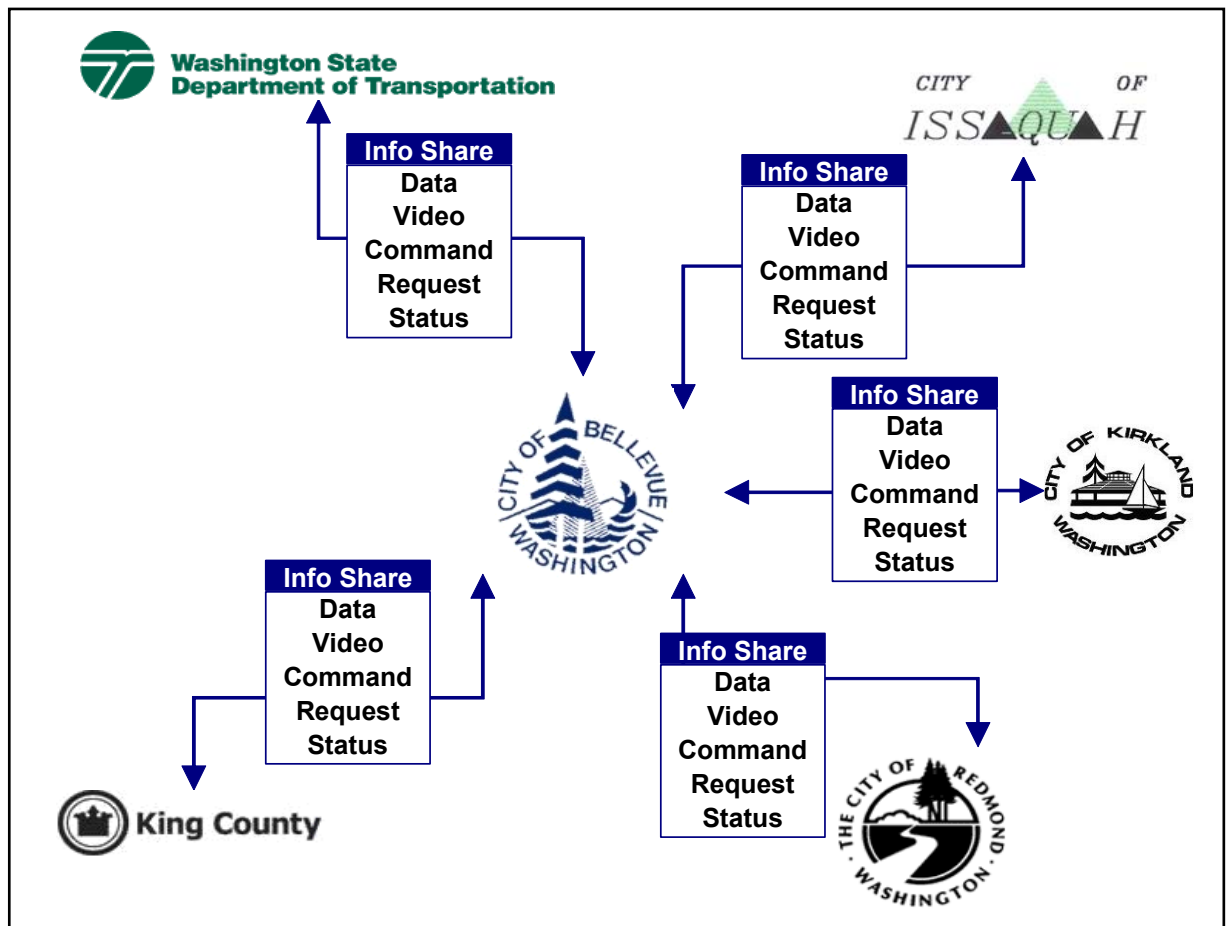 Washington State
Department of Transportation
CITY OF
ISSAQUAH
Info Share
Data
Video
Command
Request
Status
Info Share
Data
Video
Command
Request
Status
Info Share
Data
Video
Command
Request
Status
CITY OF KIRKLAND
WASHINGTON
CITY OF BELLEVUE
WASHINGTON
Info Share
Data
Video
Command
Request
Status
Info Share
Data
Video
Command
Request
Status
King County
THE CITY OF REDMOND
WASHINGTON